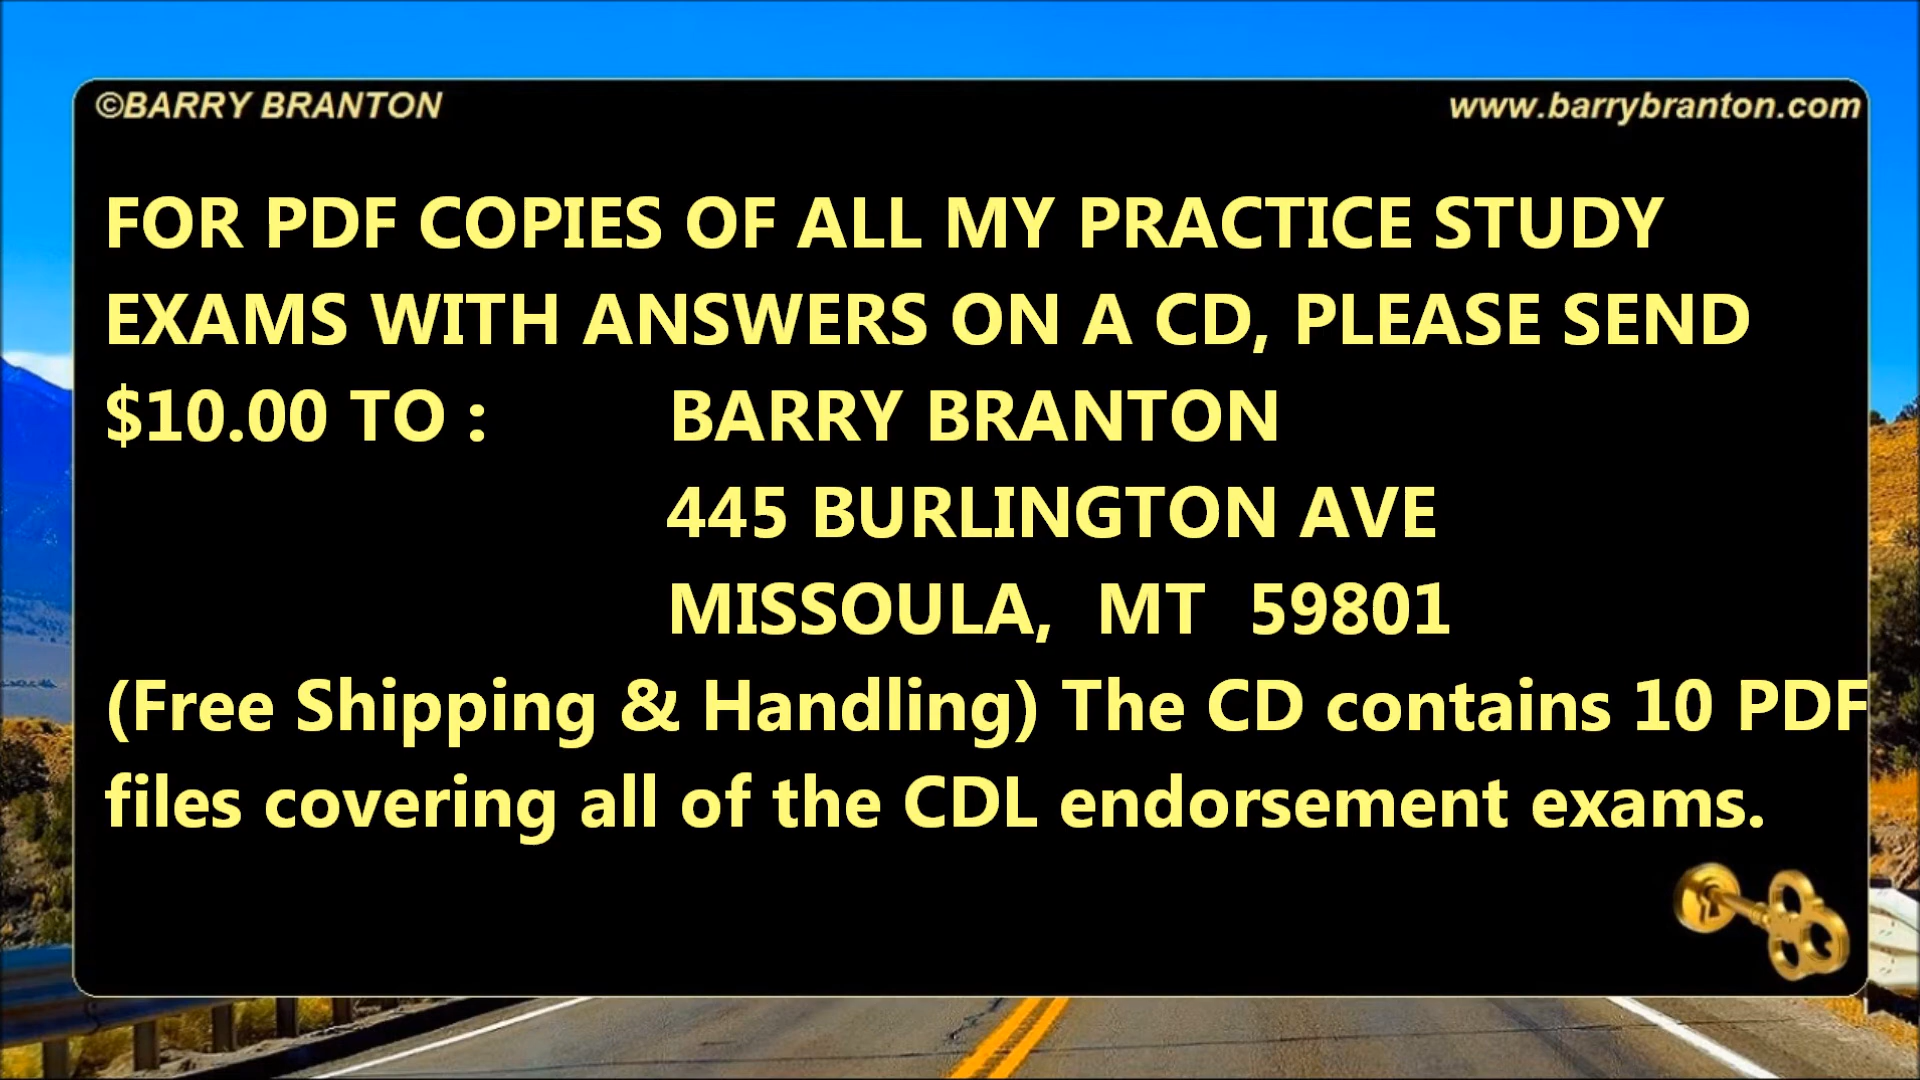 ©BARRY BRANTON
www.barrybranton.com
FOR PDF COPIES OF ALL MY PRACTICE STUDY
EXAMS WITH ANSWERS ON A CD, PLEASE SEND
$10.00 TO : BARRY BRANTON
445 BURLINGTON AVE
MISSOULA, MT 59801
(Free Shipping & Handling) The CD contains 10 PDF
files covering all of the CDL endorsement exams.